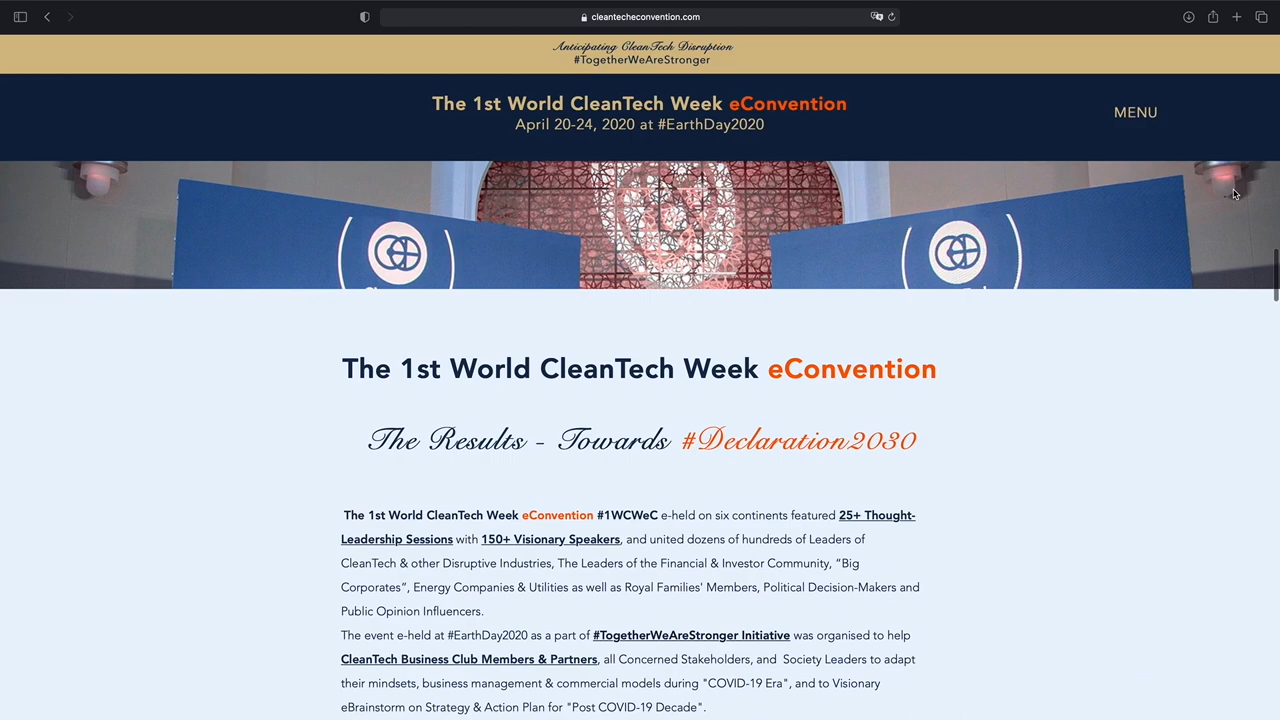 cleantecheconvention.com
Anticipating CleanTech Disruption
#TogetherWeAreStronger
The 1st World CleanTech Week eConvention
April 20-24, 2020 at #EarthDay2020
MENU
The 1st World CleanTech Week eConvention
The Results - Towards #Declaration2030
The 1st World CleanTech Week eConvention #1WCWeC e-held on six continents featured 25+ Thought-
Leadership Sessions with 150+ Visionary Speakers, and united dozens of hundreds of Leaders of
CleanTech & other Disruptive Industries, The Leaders of the Financial & Investor Community, “Big
Corporates”, Energy Companies & Utilities as well as Royal Families' Members, Political Decision-Makers and
Public Opinion Influencers.
The event e-held at #EarthDay2020 as a part of #TogetherWeAreStronger Initiative was organised to help
CleanTech Business Club Members & Partners, all Concerned Stakeholders, and  Society Leaders to adapt
their mindsets, business management & commercial models during "COVID-19 Era", and to Visionary
eBrainstorm on Strategy & Action Plan for "Post COVID-19 Decade".